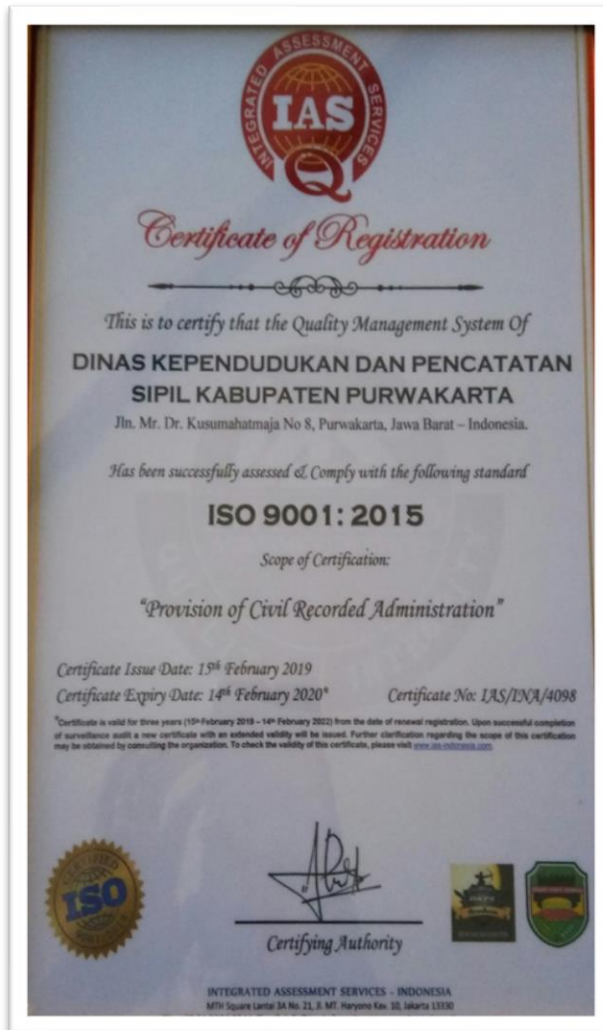 INTEGRATED ASSESSMENT SERVICES
IAS
Q
Certificate of Registration
This is to certify that the Quality Management System Of
DINAS KEPENDUDUKAN DAN PENCATATAN
SIPIL KABUPATEN PURWAKARTA
Jln. Mr. Dr. Kusumahatmaja No 8, Purwakarta, Jawa Barat – Indonesia.
Has been successfully assessed & Comply with the following standard
ISO 9001: 2015
Scope of Certification:
“Provision of Civil Recorded Administration”
Certificate Issue Date: 15th February 2019
Certificate Expiry Date: 14th February 2020* Certificate No: IAS/INA/4098
*Certificate is valid for three years (15th February 2019 – 14th February 2022) from the date of renewal registration. Upon successful completion
of surveillance audit a new certificate with an extended validity will be issued. Further clarification regarding the scope of this certification
may be obtained by consulting the organization. To check the validity of this certificate, please visit www.ias-indonesia.com
CERTIFIED
ISO
Certifying Authority
INTEGRATED ASSESSMENT SERVICES - INDONESIA
MTH Square Lantai 3A No. 21, Jl. MT. Haryono Kav. 10, Jakarta 13330